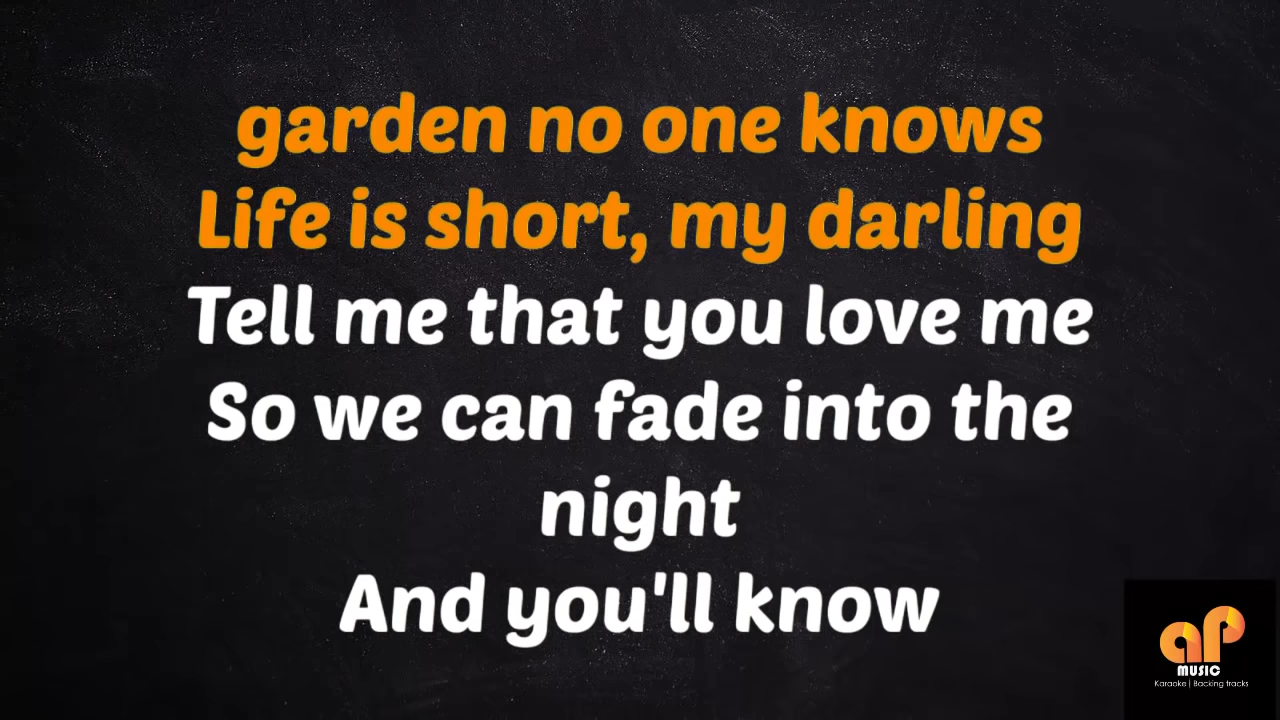 garden no one knows
Life is short, my darling
Tell me that you love me
So we can fade into the
night
And you'll know
ap
MUSIC
Karaoke | Backing tracks